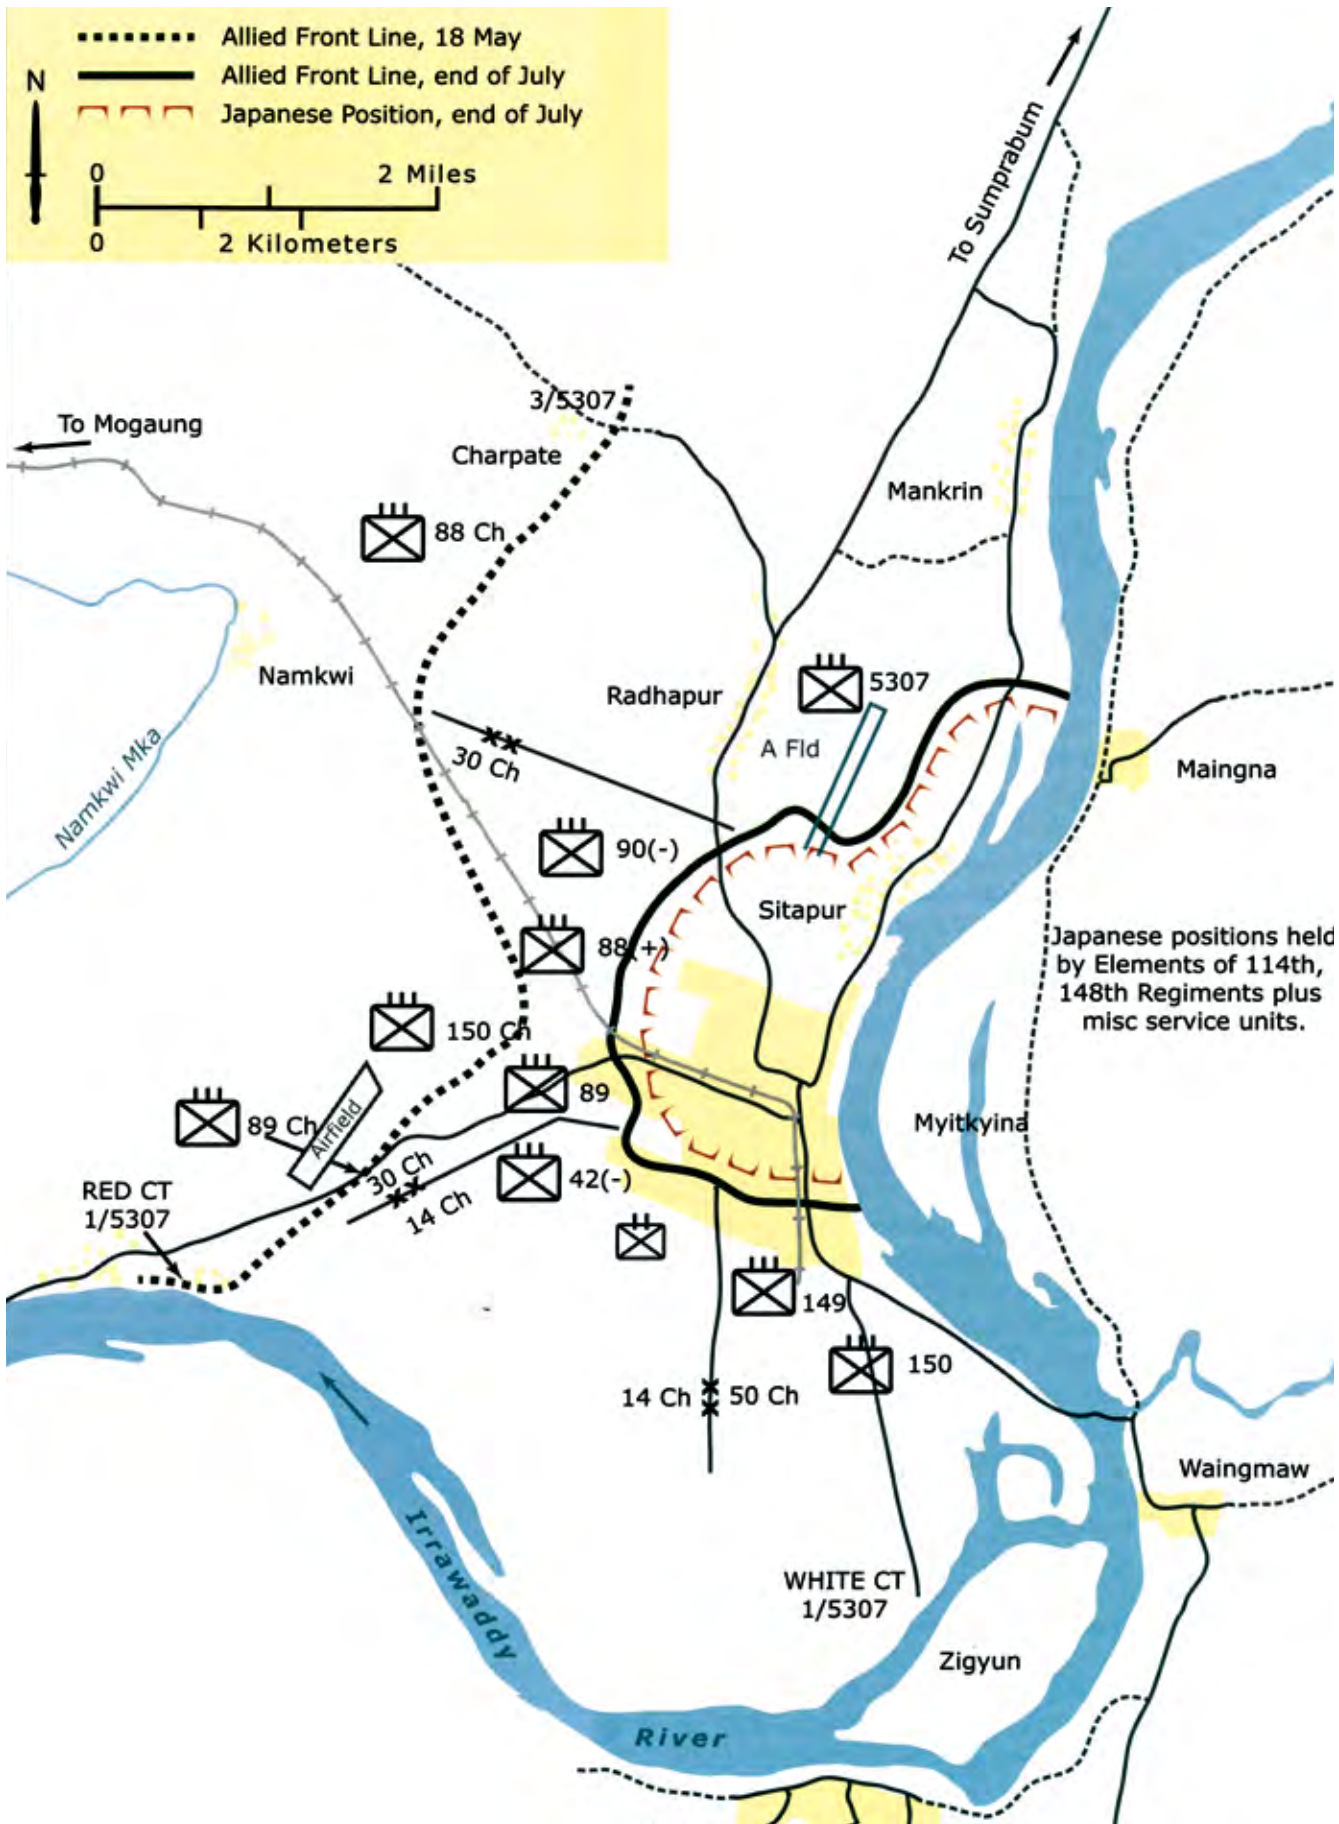 Allied Front Line, 18 May
Allied Front Line, end of July
Japanese Position, end of July
N
0 2 Miles
0 2 Kilometers
To Sumprabum
3/5307
To Mogaung
Charpate
Mankrin
88 Ch
Namkwi
Radhapur
5307
A Fld
30 Ch
Namkwi Mka
Maingna
90(-)
Sitapur
88(+)
Japanese positions held
by Elements of 114th,
148th Regiments plus
misc service units.
150 Ch
89
89 Ch
Airfield
Myitkyina
30 Ch
14 Ch
42(-)
RED CT
1/5307
149
150
14 Ch
50 Ch
Waingmaw
Irrawaddy
River
WHITE CT
1/5307
Zigyun